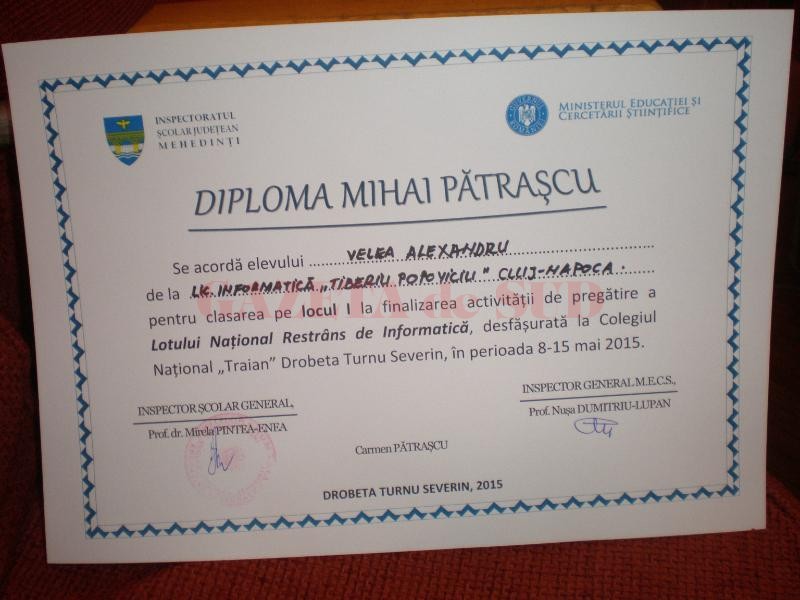 INSPECTORATUL
ȘCOLAR JUDEȚEAN
MEHEDINȚI
MINISTERUL EDUCAȚIEI ȘI
CERCETĂRII ȘTIINȚIFICE
DIPLOMA MIHAI PĂTRAȘCU
Se acordă elevului VELEA ALEXANDRU
de la LIC. INFORMATICĂ „TIBERIU POPOVICIU" CLUJ-NAPOCA.
GAZETA de SUD
pentru clasarea pe locul I la finalizarea activității de pregătire a
Lotului Național Restrâns de Informatică, desfășurată la Colegiul
Național „Traian” Drobeta Turnu Severin, în perioada 8-15 mai 2015.
INSPECTOR ȘCOLAR GENERAL,
Prof. dr. Mirela PINTEA-ENEA
INSPECTOR GENERAL M.E.C.S.,
Prof. Nușa DUMITRIU-LUPAN
Carmen PĂTRAȘCU
DROBETA TURNU SEVERIN, 2015